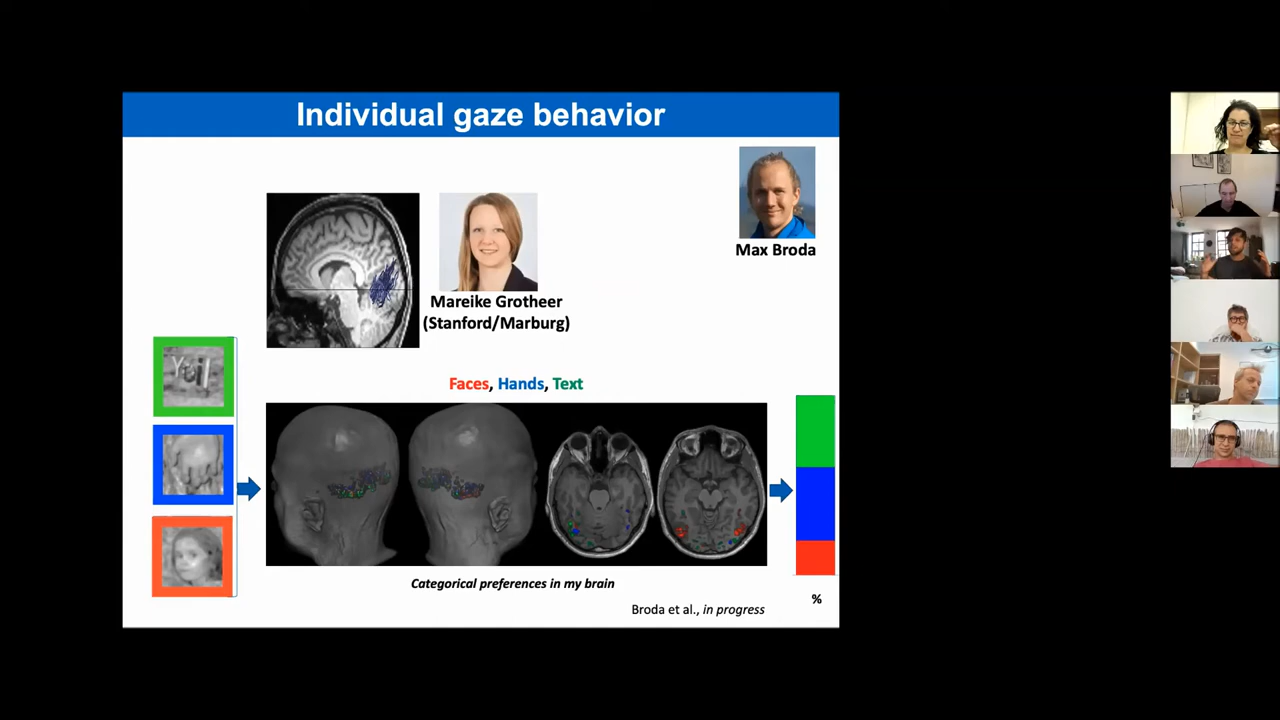 Individual gaze behavior
Max Broda
Mareike Grotheer
(Stanford/Marburg)
Faces, Hands, Text
Categorical preferences in my brain
%
Broda et al., in progress